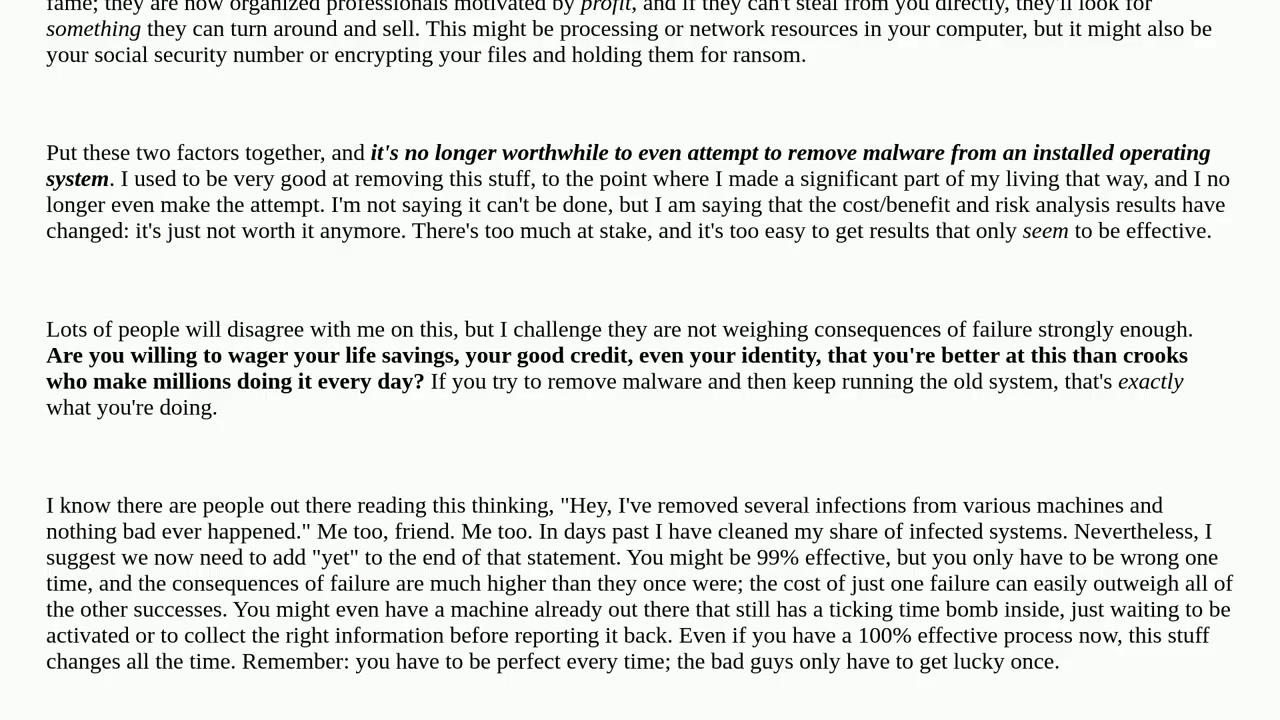 fame; they are now organized professionals motivated by profit, and if they can't steal from you directly, they'll look for
something they can turn around and sell. This might be processing or network resources in your computer, but it might also be
your social security number or encrypting your files and holding them for ransom.
Put these two factors together, and it's no longer worthwhile to even attempt to remove malware from an installed operating
system. I used to be very good at removing this stuff, to the point where I made a significant part of my living that way, and I no
longer even make the attempt. I'm not saying it can't be done, but I am saying that the cost/benefit and risk analysis results have
changed: it's just not worth it anymore. There's too much at stake, and it's too easy to get results that only seem to be effective.
Lots of people will disagree with me on this, but I challenge they are not weighing consequences of failure strongly enough.
Are you willing to wager your life savings, your good credit, even your identity, that you're better at this than crooks
who make millions doing it every day? If you try to remove malware and then keep running the old system, that's exactly
what you're doing.
I know there are people out there reading this thinking, "Hey, I've removed several infections from various machines and
nothing bad ever happened." Me too, friend. Me too. In days past I have cleaned my share of infected systems. Nevertheless, I
suggest we now need to add "yet" to the end of that statement. You might be 99% effective, but you only have to be wrong one
time, and the consequences of failure are much higher than they once were; the cost of just one failure can easily outweigh all of
the other successes. You might even have a machine already out there that still has a ticking time bomb inside, just waiting to be
activated or to collect the right information before reporting it back. Even if you have a 100% effective process now, this stuff
changes all the time. Remember: you have to be perfect every time; the bad guys only have to get lucky once.